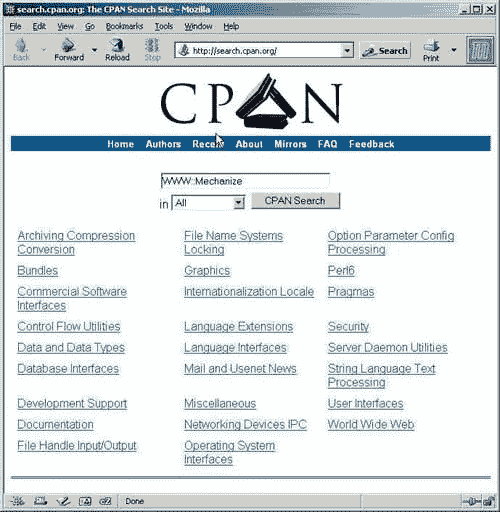 search.cpan.org: The CPAN Search Site - Mozilla
File Edit View Go Bookmarks Tools Window Help
Back Forward Reload Stop http://search.cpan.org/ Search Print
CPAN
Home Authors Recent About Mirrors FAQ Feedback
WWW::Mechanize
in All CPAN Search
Archiving Compression Conversion
File Name Systems Locking
Option Parameter Config Processing
Bundles
Graphics
Perl6
Commercial Software Interfaces
Internationalization Locale
Pragmas
Control Flow Utilities
Language Extensions
Security
Data and Data Types
Language Interfaces
Server Daemon Utilities
Database Interfaces
Mail and Usenet News
String Language Text Processing
Development Support
Miscellaneous
User Interfaces
Documentation
Networking Devices IPC
World Wide Web
File Handle Input/Output
Operating System Interfaces
Done